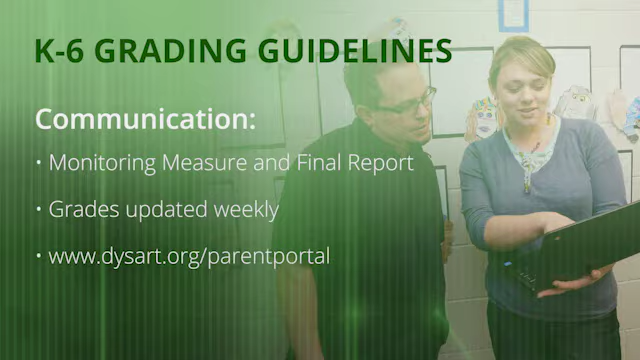 K-6 GRADING GUIDELINES
Communication:
• Monitoring Measure and Final Report
• Grades updated weekly
• www.dysart.org/parentportal